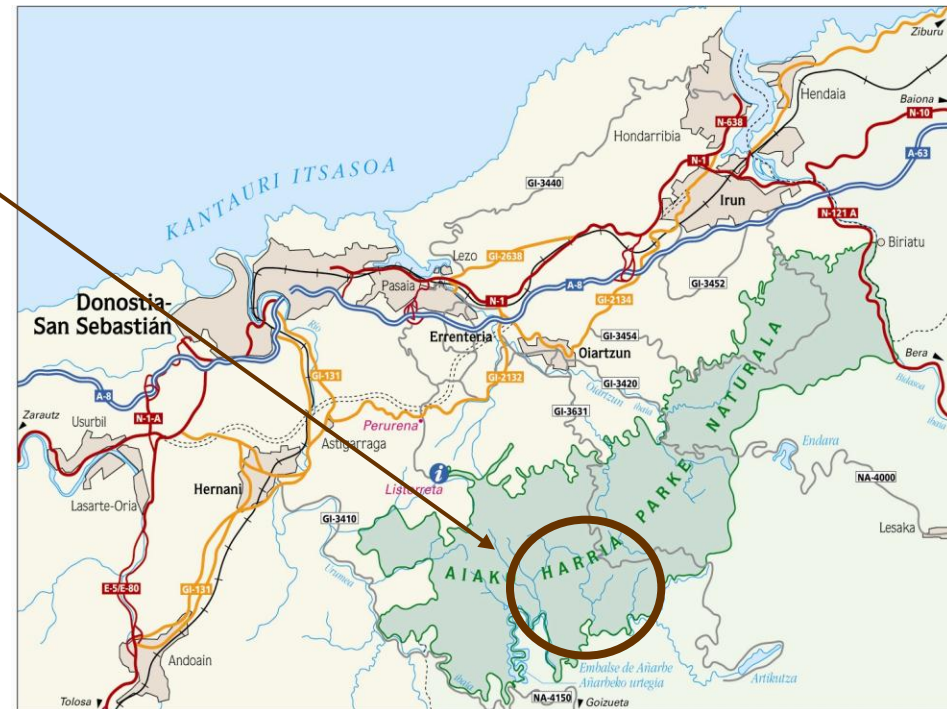 Ziburu
Hendaia
Baiona
N-10
N-638
Hondarribia
A-63
N-1
KANTAURI ITSASOA
GI-3440
Irun
N-121 A
Biriatu
Lezo
GI-2638
Pasaia
A-8
GI-3452
Donostia-
San Sebastián
N-1
GI-2134
Errenteria
GI-3454
Oiartzun
GI-131
GI-2132
GI-3420
Oiartzun
ibaia
Bera
Bidasoa
ibaia
A-8
Zarautz
N-1-A
Usurbil
Perurena
GI-3631
Astigarraga
Endara
i
Listorreta
NA-4000
Hernani
Lasarte-Oria
GI-3410
Lesaka
Urumea
AIAKO HARRIA PARKE NATURALA
E-5/E-80
GI-131
Andoain
Embalse de Añarbe
Añarbeko urtegia
Artikutza
ibaia
NA-4150
Goizueta
Tolosa